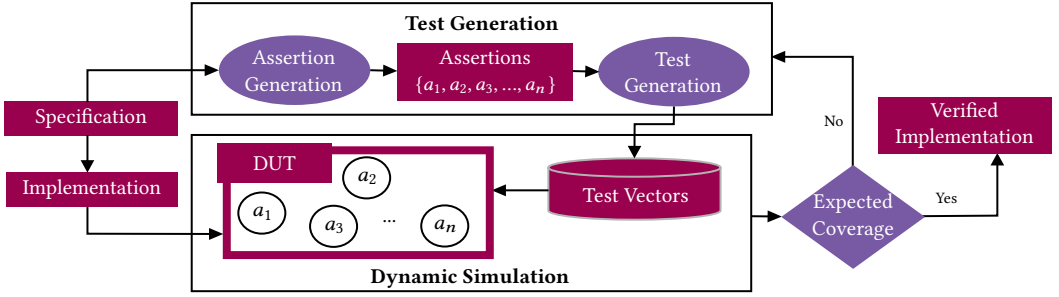 Test Generation
Assertion
Generation
Assertions
{a₁, a₂, a₃, ..., aₙ}
Test
Generation
Specification
Implementation
DUT
a₁
a₂
a₃
...
aₙ
Test Vectors
Dynamic Simulation
Expected
Coverage
No
Yes
Verified
Implementation